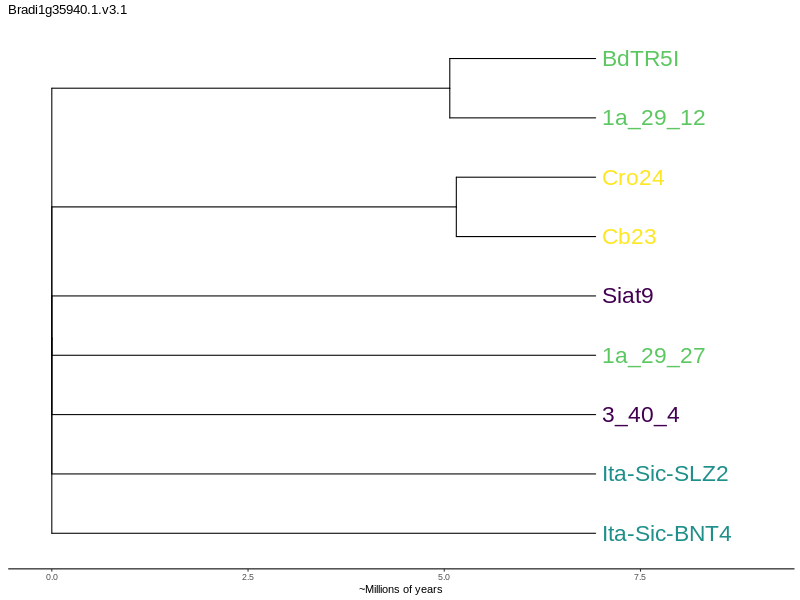 Bradi1g35940.1.v3.1
BdTR5I
1a_29_12
Cro24
Cb23
Siat9
1a_29_27
3_40_4
Ita-Sic-SLZ2
Ita-Sic-BNT4
0.0 2.5 5.0 7.5
~Millions of years